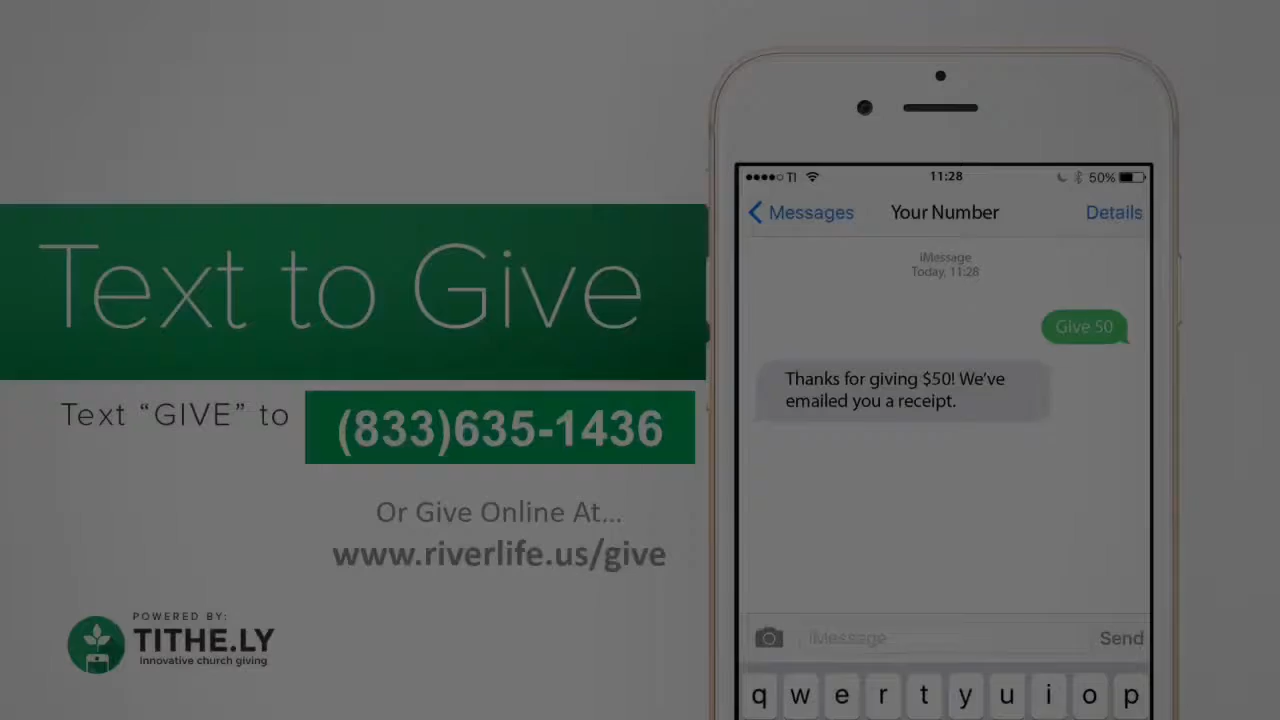 Text to Give
Text “GIVE” to
(833)635-1436
Or Give Online At...
www.riverlife.us/give
POWERED BY:
TITHE.LY
innovative church giving
TI
11:28
50%
Messages
Your Number
Details
iMessage
Today, 11:28
Give 50
Thanks for giving $50! We’ve
emailed you a receipt.
iMessage
Send
q w e r t y u i o p